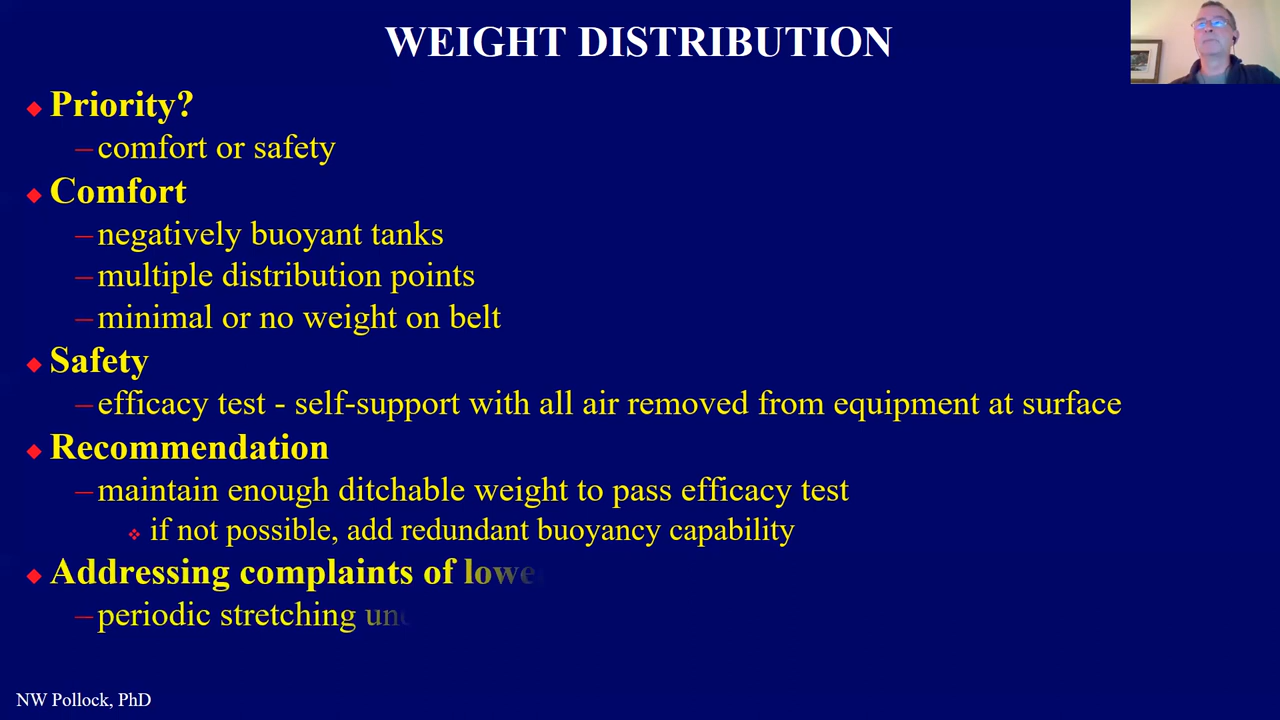 WEIGHT DISTRIBUTION
Priority?
–comfort or safety
Comfort
–negatively buoyant tanks
–multiple distribution points
–minimal or no weight on belt
Safety
–efficacy test - self-support with all air removed from equipment at surface
Recommendation
–maintain enough ditchable weight to pass efficacy test
if not possible, add redundant buoyancy capability
Addressing complaints of
–periodic stretching
NW Pollock, PhD